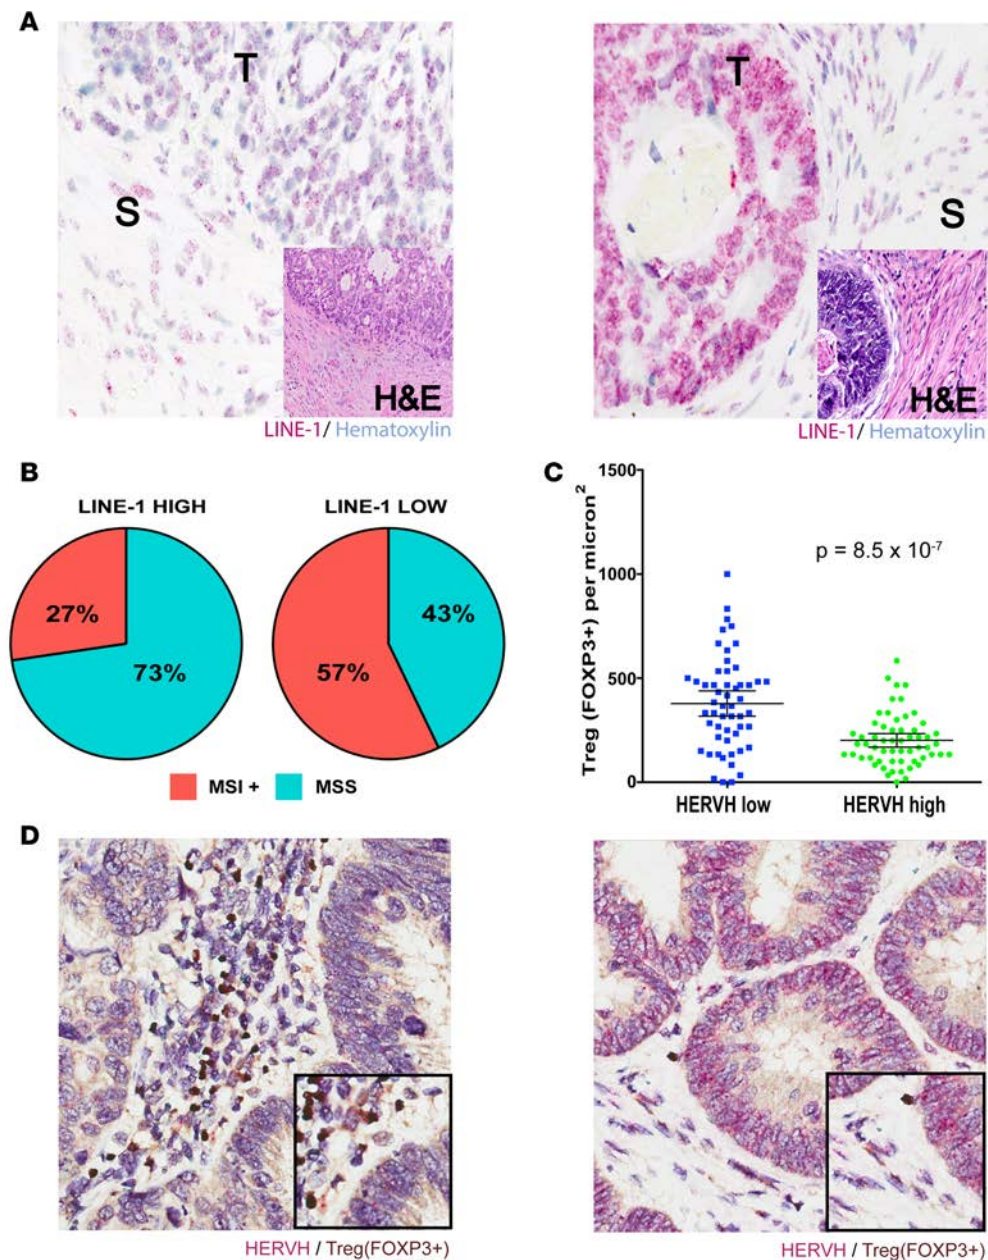 A
T
S
H&E
LINE-1/ Hematoxylin
T
S
H&E
LINE-1/ Hematoxylin
B
LINE-1 HIGH
LINE-1 LOW
27%
73%
57%
43%
MSI +
MSS
C
Treg (FOXP3+) per micron²
1500
1000
500
0
p = 8.5 x 10⁻⁷
HERVH low
HERVH high
D
HERVH / Treg(FOXP3+)
HERVH / Treg(FOXP3+)